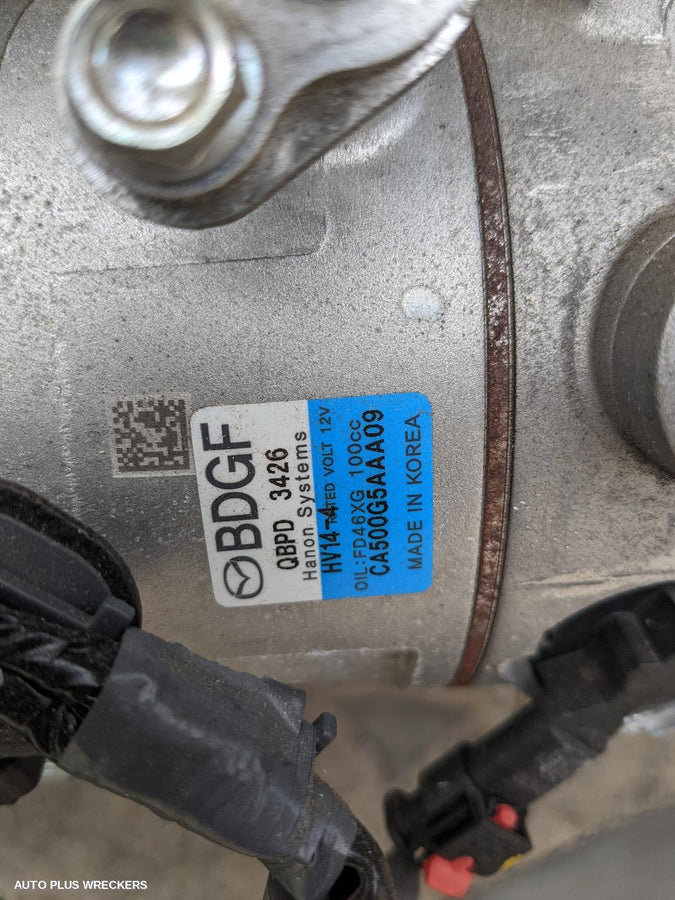 BDGF
QBPD 3426
Hanon Systems
HV14-4 RATED VOLT 12V
OIL:FD46XG 100cc
CA500G5AAA09
MADE IN KOREA
AUTO PLUS WRECKERS